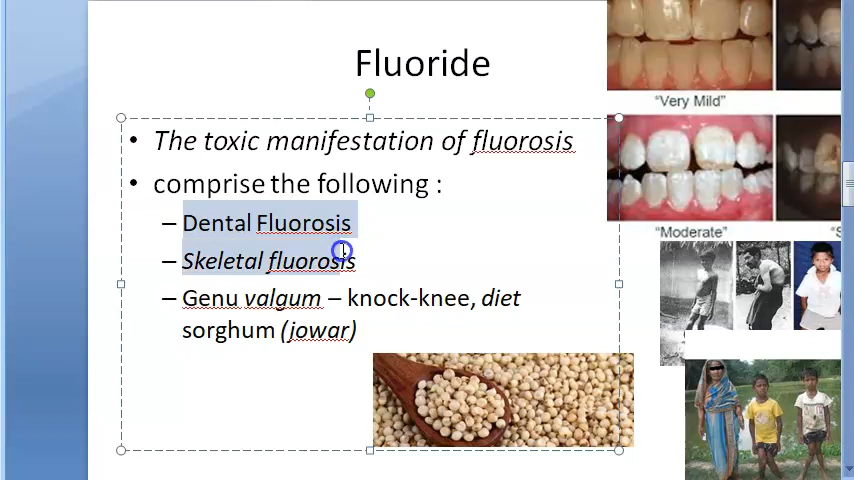 Fluoride
• The toxic manifestation of fluorosis
• comprise the following :
– Dental Fluorosis
– Skeletal fluorosis
– Genu valgum – knock-knee, diet
sorghum (jowar)
"Very Mild"
"Moderate"